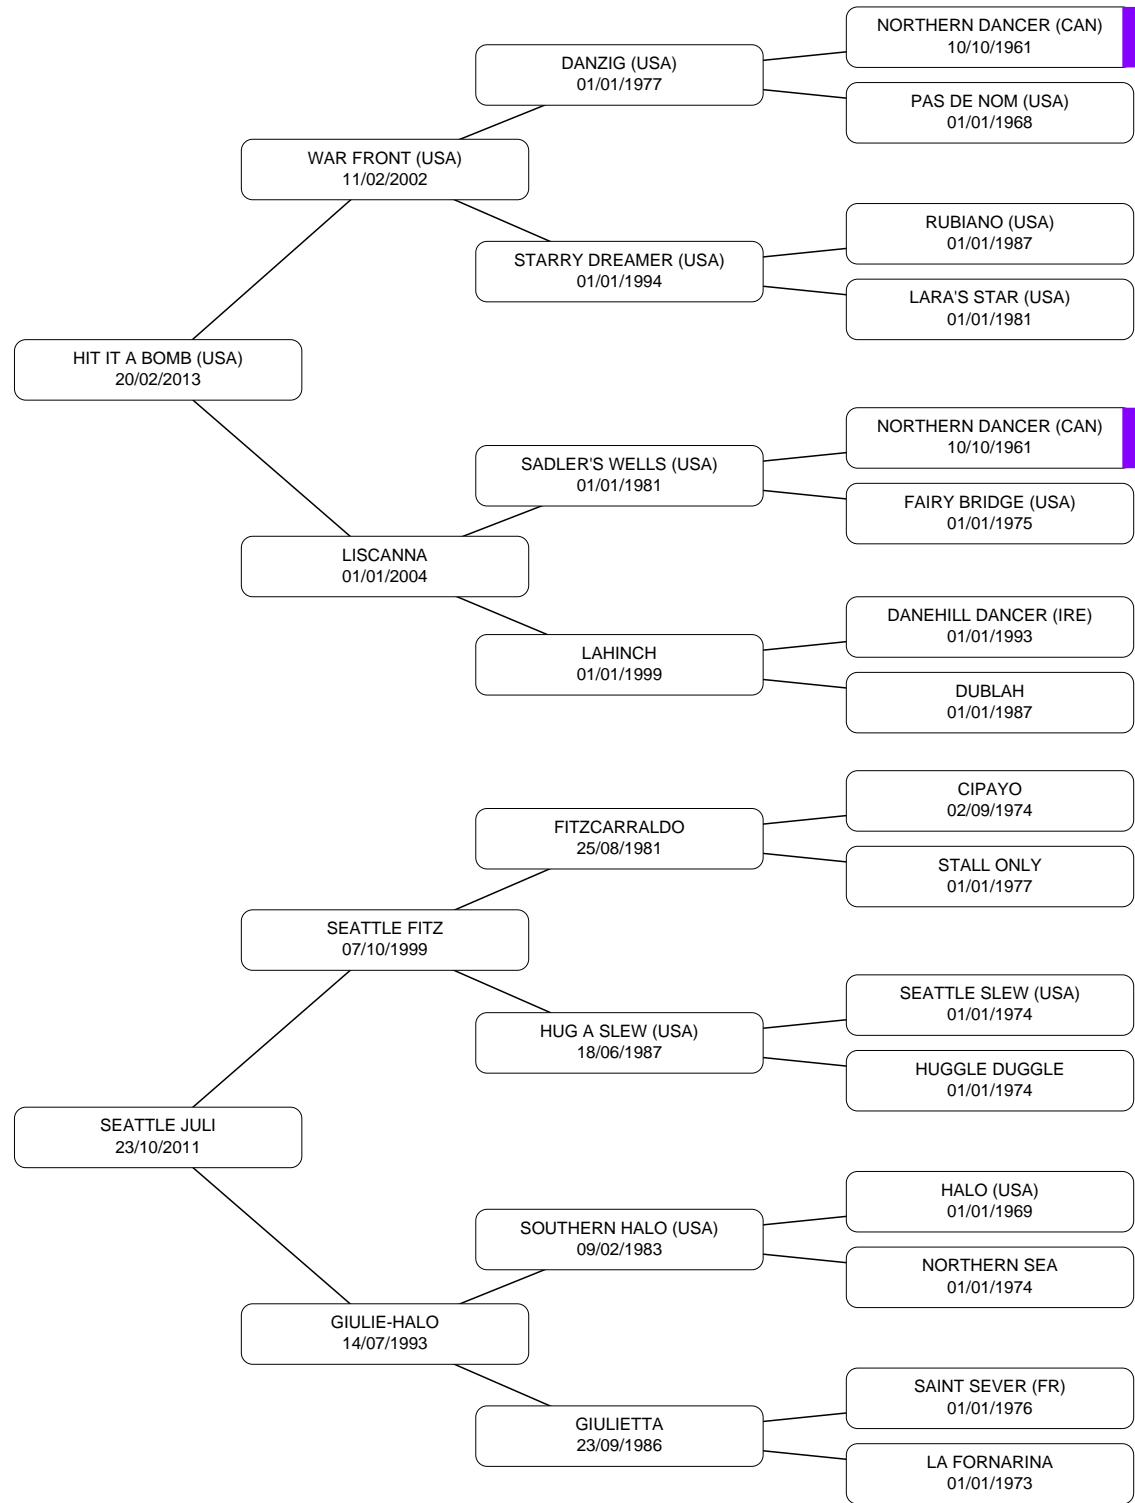 NORTHERN DANCER (CAN)
10/10/1961
DANZIG (USA)
01/01/1977
PAS DE NOM (USA)
01/01/1968
WAR FRONT (USA)
11/02/2002
RUBIANO (USA)
01/01/1987
STARRY DREAMER (USA)
01/01/1994
LARA'S STAR (USA)
01/01/1981
HIT IT A BOMB (USA)
20/02/2013
NORTHERN DANCER (CAN)
10/10/1961
SADLER'S WELLS (USA)
01/01/1981
FAIRY BRIDGE (USA)
01/01/1975
LISCANNA
01/01/2004
DANEHILL DANCER (IRE)
01/01/1993
LAHINCH
01/01/1999
DUBLAH
01/01/1987
CIPAYO
02/09/1974
FITZCARRALDO
25/08/1981
STALL ONLY
01/01/1977
SEATTLE FITZ
07/10/1999
SEATTLE SLEW (USA)
01/01/1974
HUG A SLEW (USA)
18/06/1987
HUGGLE DUGGLE
01/01/1974
SEATTLE JULI
23/10/2011
HALO (USA)
01/01/1969
SOUTHERN HALO (USA)
09/02/1983
NORTHERN SEA
01/01/1974
GIULIE-HALO
14/07/1993
SAINT SEVER (FR)
01/01/1976
GIULIETTA
23/09/1986
LA FORNARINA
01/01/1973